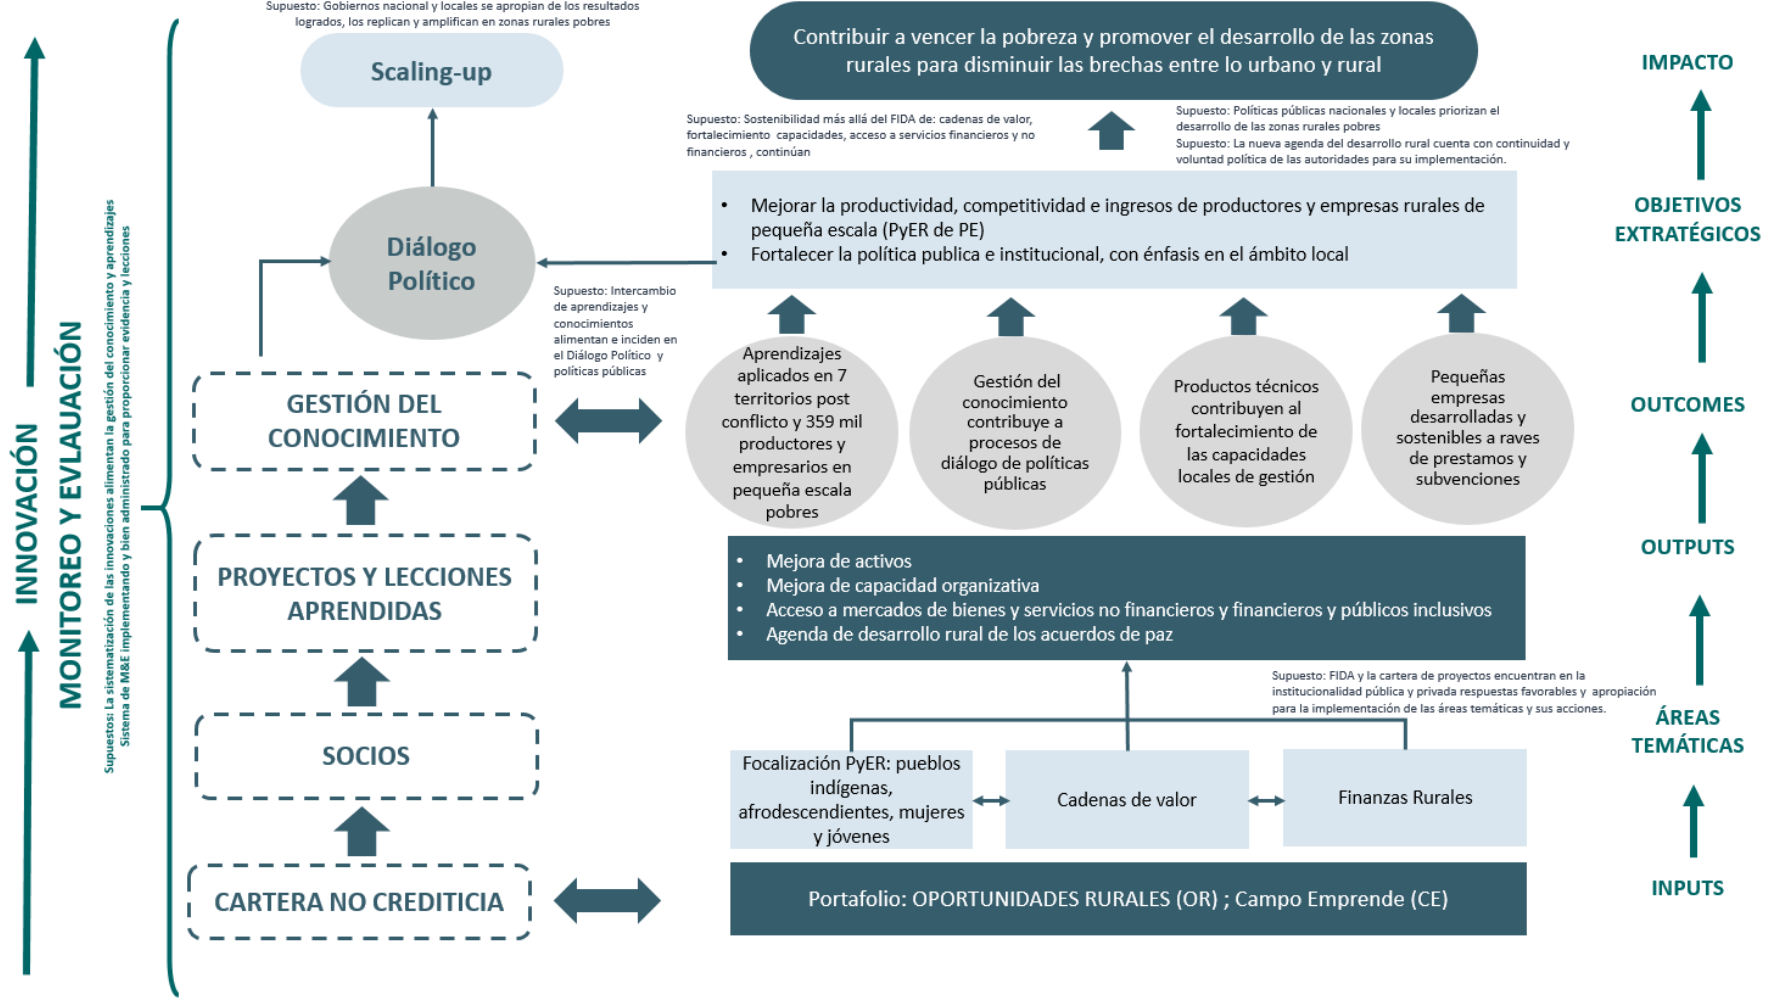 Supuesto: Gobiernos nacional y locales se apropian de los resultados
logrados, los replican y amplifican en zonas rurales pobres
Scaling-up
Diálogo
Político
Supuesto: Intercambio
de aprendizajes y
conocimientos
alimentan e inciden en
el Diálogo Político y
políticas públicas
GESTIÓN DEL
CONOCIMIENTO
PROYECTOS Y LECCIONES
APRENDIDAS
SOCIOS
CARTERA NO CREDITICIA
INNOVACIÓN
MONITOREO Y EVLAUACIÓN
Supuestos: La sistematización de las innovaciones alimentan la gestión del conocimiento y aprendizajes
Sistema de M&E implementando y bien administrado para proporcionar evidencia y lecciones
Contribuir a vencer la pobreza y promover el desarrollo de las zonas
rurales para disminuir las brechas entre lo urbano y rural
Supuesto: Sostenibilidad más allá del FIDA de: cadenas de valor,
fortalecimiento capacidades, acceso a servicios financieros y no
financieros , continúan
Supuesto: Políticas públicas nacionales y locales priorizan el
desarrollo de las zonas rurales pobres
Supuesto: La nueva agenda del desarrollo rural cuenta con continuidad y
voluntad política de las autoridades para su implementación.
• Mejorar la productividad, competitividad e ingresos de productores y empresas rurales de
pequeña escala (PyER de PE)
• Fortalecer la política publica e institucional, con énfasis en el ámbito local
Aprendizajes
aplicados en 7
territorios post
conflicto y 359 mil
productores y
empresarios en
pequeña escala
pobres
Gestión del
conocimiento
contribuye a
procesos de
diálogo de políticas
públicas
Productos técnicos
contribuyen al
fortalecimiento de
las capacidades
locales de gestión
Pequeñas
empresas
desarrolladas y
sostenibles a raves
de prestamos y
subvenciones
• Mejora de activos
• Mejora de capacidad organizativa
• Acceso a mercados de bienes y servicios no financieros y financieros y públicos inclusivos
• Agenda de desarrollo rural de los acuerdos de paz
Supuesto: FIDA y la cartera de proyectos encuentran en la
institucionalidad pública y privada respuestas favorables y apropiación
para la implementación de las áreas temáticas y sus acciones.
Focalización PyER: pueblos
indígenas,
afrodescendientes, mujeres
y jóvenes
Cadenas de valor
Finanzas Rurales
Portafolio: OPORTUNIDADES RURALES (OR) ; Campo Emprende (CE)
IMPACTO
OBJETIVOS
EXTRATÉGICOS
OUTCOMES
OUTPUTS
ÁREAS
TEMÁTICAS
INPUTS